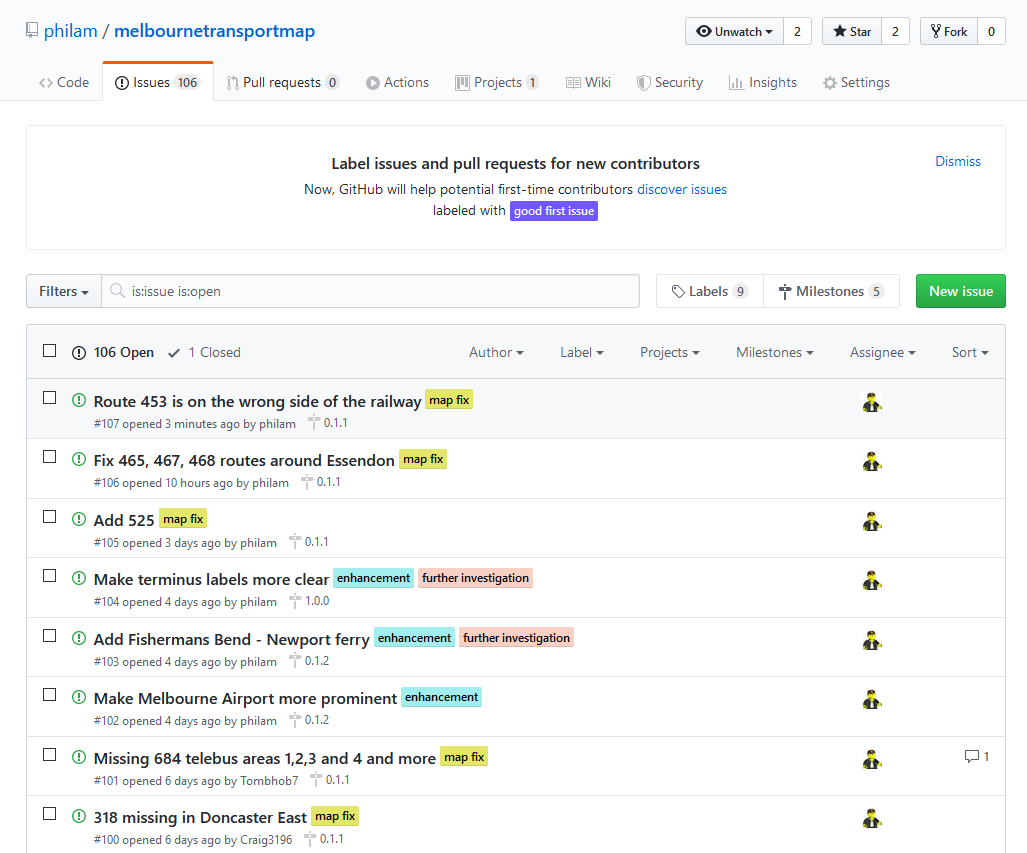 philam / melbournetransportmap
Unwatch 2 Star 2 Fork 0
Code Issues 106 Pull requests 0 Actions Projects 1 Wiki Security Insights Settings
Label issues and pull requests for new contributors
Dismiss
Now, GitHub will help potential first-time contributors discover issues
labeled with good first issue
Filters is:issue is:open Labels 9 Milestones 5 New issue
106 Open 1 Closed Author Label Projects Milestones Assignee Sort
Route 453 is on the wrong side of the railway map fix
#107 opened 3 minutes ago by philam 0.1.1
Fix 465, 467, 468 routes around Essendon map fix
#106 opened 10 hours ago by philam 0.1.1
Add 525 map fix
#105 opened 3 days ago by philam 0.1.1
Make terminus labels more clear enhancement further investigation
#104 opened 4 days ago by philam 1.0.0
Add Fishermans Bend - Newport ferry enhancement further investigation
#103 opened 4 days ago by philam 0.1.2
Make Melbourne Airport more prominent enhancement
#102 opened 4 days ago by philam 0.1.2
Missing 684 telebus areas 1,2,3 and 4 and more map fix 1
#101 opened 6 days ago by Tombhob7 0.1.1
318 missing in Doncaster East map fix
#100 opened 6 days ago by Craig3196 0.1.1